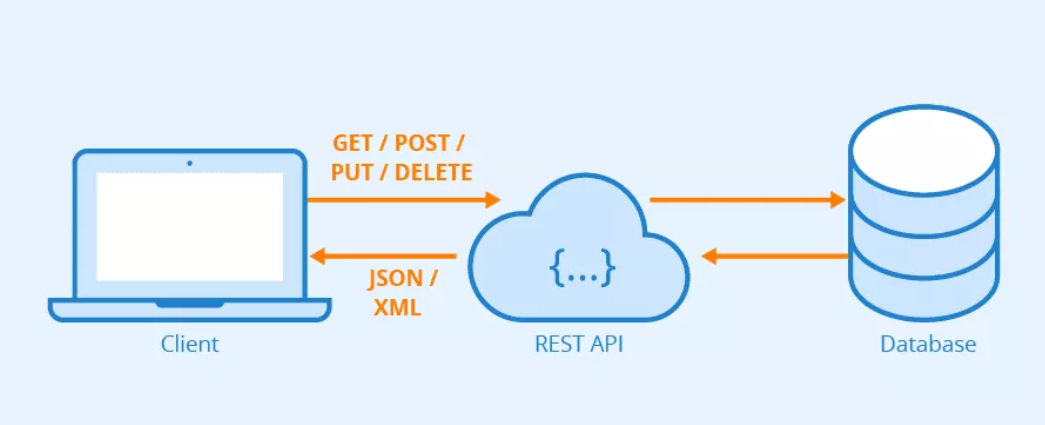 GET / POST /
PUT / DELETE
{...}
JSON /
XML
Client
REST API
Database